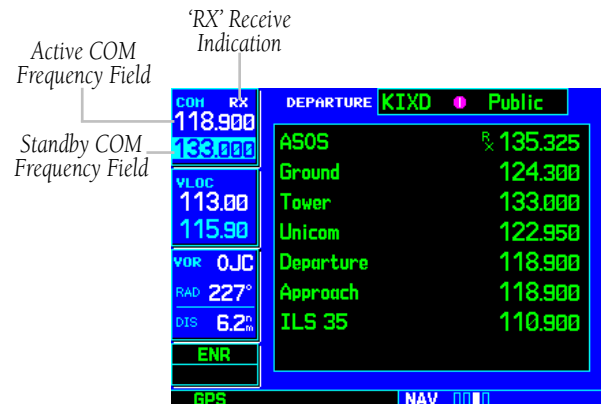 ‘RX’ Receive
Indication
Active COM
Frequency Field
Standby COM
Frequency Field
COM RX
118.900
133.000
VLOC
113.00
115.90
VOR OJC
RAD 227°
DIS 6.2nm
ENR
GPS
DEPARTURE KIXD Public
ASOS Rx 135.325
Ground 124.300
Tower 133.000
Unicom 122.950
Departure 118.900
Approach 118.900
ILS 35 110.900
NAV